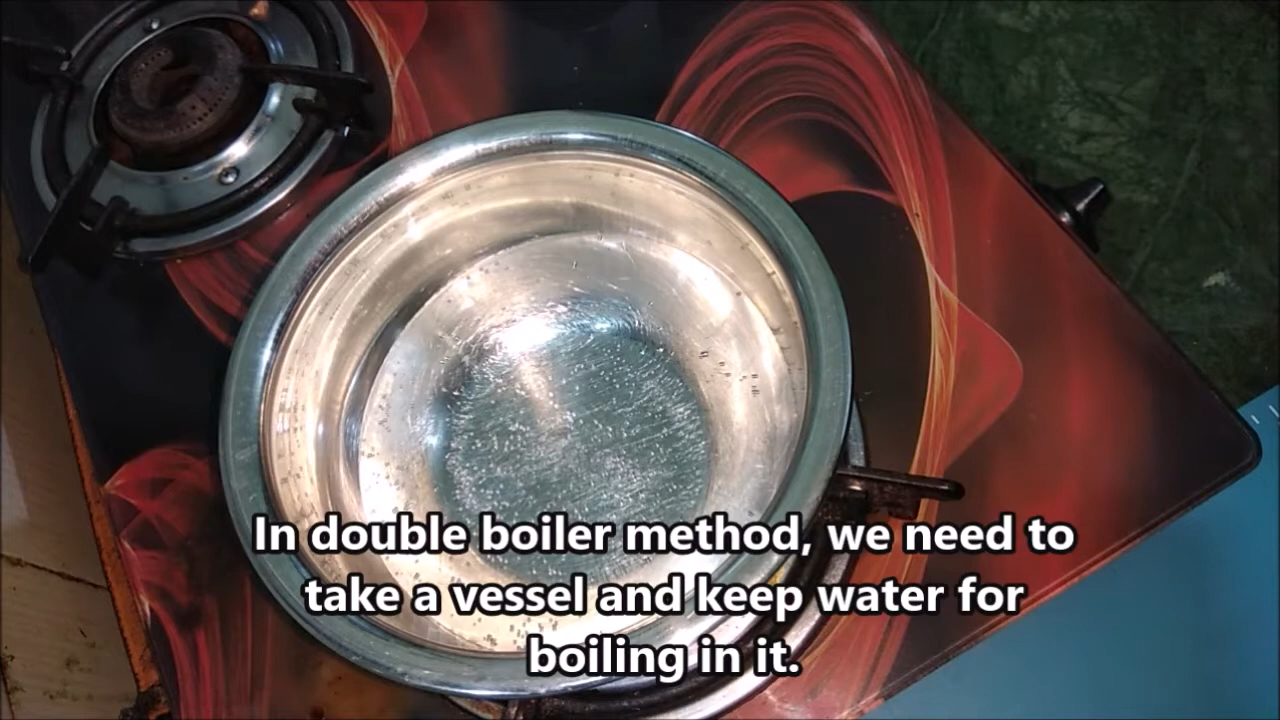 In double boiler method, we need to
take a vessel and keep water for
boiling in it.